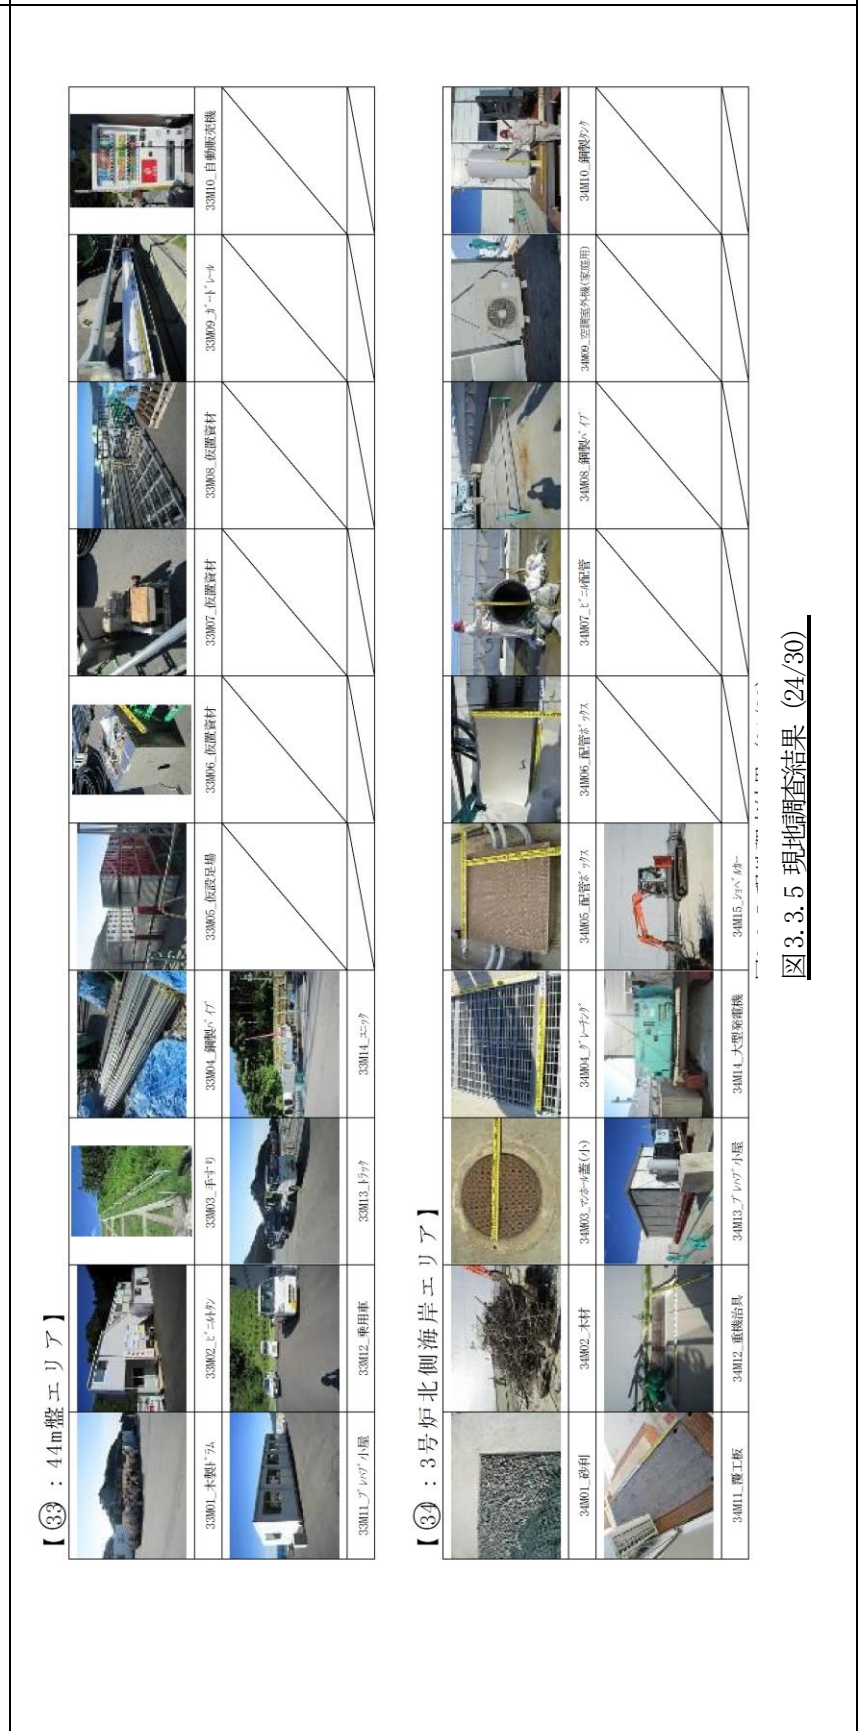 【㉝：44m盤エリア】
33M01_木製ﾄﾞﾗﾑ
33M02_ﾋﾞﾆﾙﾄﾀﾝ
33M03_手すり
33M04_鋼製ﾊﾟｲﾌﾟ
33M05_仮設足場
33M06_仮置資材
33M07_仮置資材
33M08_仮置資材
33M09_ｶﾞｰﾄﾞﾚｰﾙ
33M10_自動販売機
33M11_ﾌﾟﾚﾊﾌﾞ小屋
33M12_乗用車
33M13_ﾄﾗｯｸ
33M14_ﾕﾆｯｸ
【㉞：3号炉北側海岸エリア】
34M01_砂利
34M02_木材
34M03_ﾏﾝﾎｰﾙ蓋(小)
34M04_ｸﾞﾚｰﾁﾝｸﾞ
34M05_配管ﾎﾞｯｸｽ
34M06_配管ﾎﾞｯｸｽ
34M07_ﾋﾞﾆﾙ配管
34M08_鋼製ﾊﾟｲﾌﾟ
34M09_空調室外機(家庭用)
34M10_鋼製ﾀﾝｸ
34M11_覆工板
34M12_重機治具
34M13_ﾌﾟﾚﾊﾌﾞ小屋
34M14_大型発電機
34M15_ｼｮﾍﾞﾙｶｰ
図3.3.5 現地調査結果 (24/30)